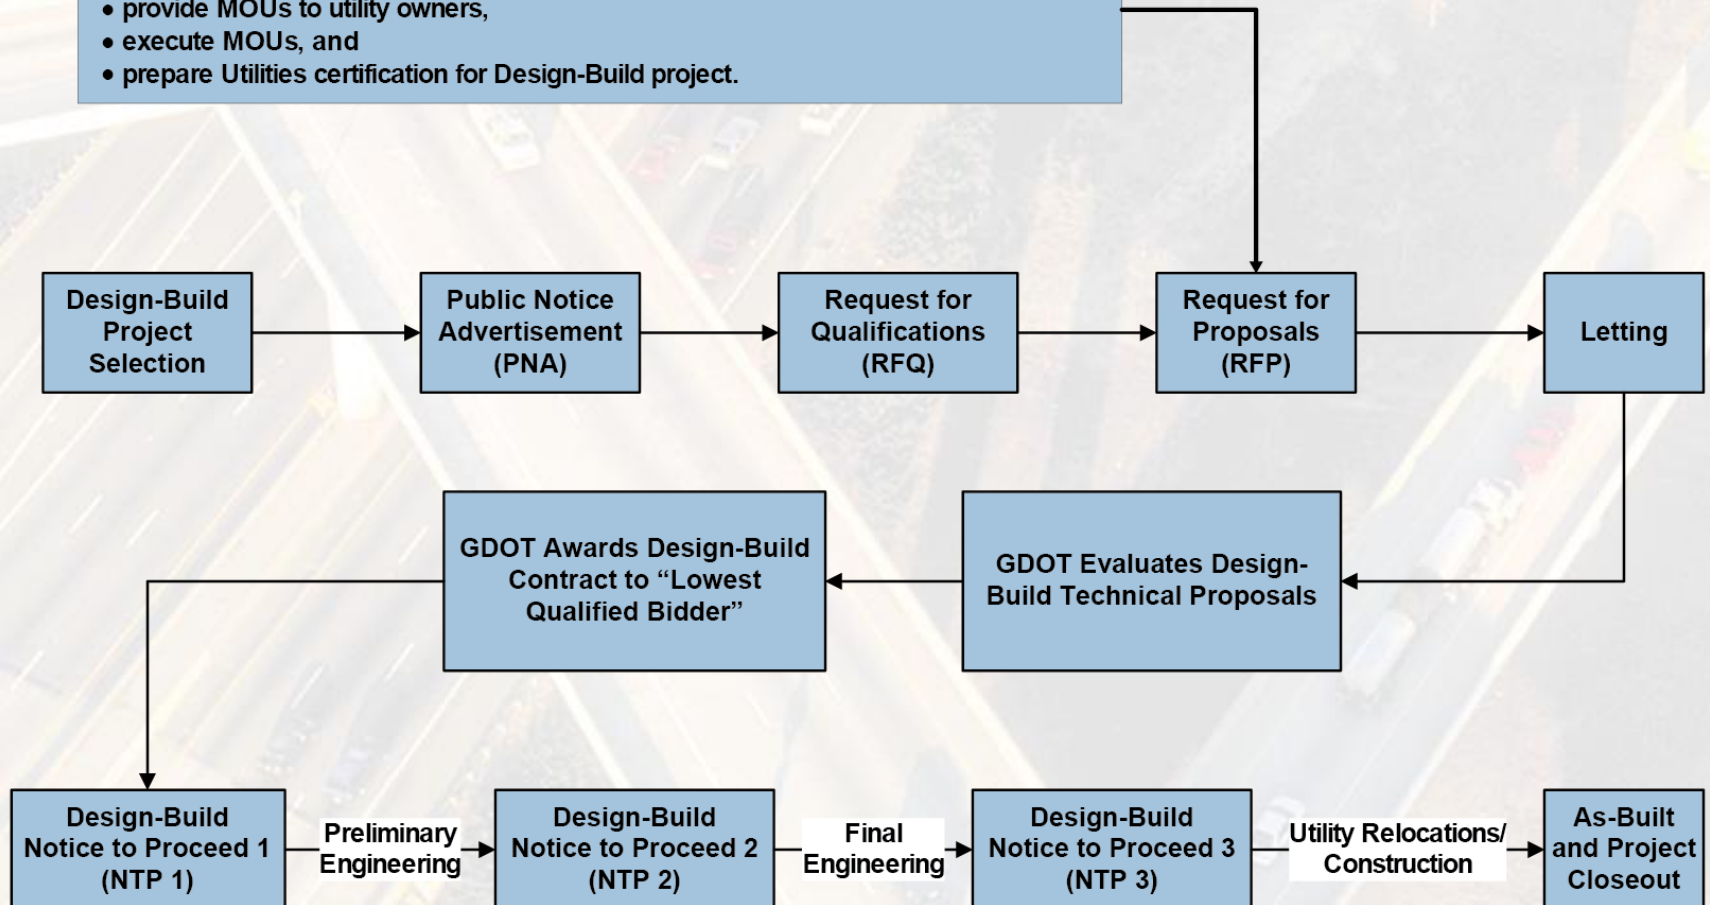 • provide MOUs to utility owners,
• execute MOUs, and
• prepare Utilities certification for Design-Build project.
Design-Build
Project
Selection
Public Notice
Advertisement
(PNA)
Request for
Qualifications
(RFQ)
Request for
Proposals
(RFP)
Letting
GDOT Awards Design-Build
Contract to “Lowest
Qualified Bidder”
GDOT Evaluates Design-
Build Technical Proposals
Design-Build
Notice to Proceed 1
(NTP 1)
Preliminary
Engineering
Design-Build
Notice to Proceed 2
(NTP 2)
Final
Engineering
Design-Build
Notice to Proceed 3
(NTP 3)
Utility Relocations/
Construction
As-Built
and Project
Closeout